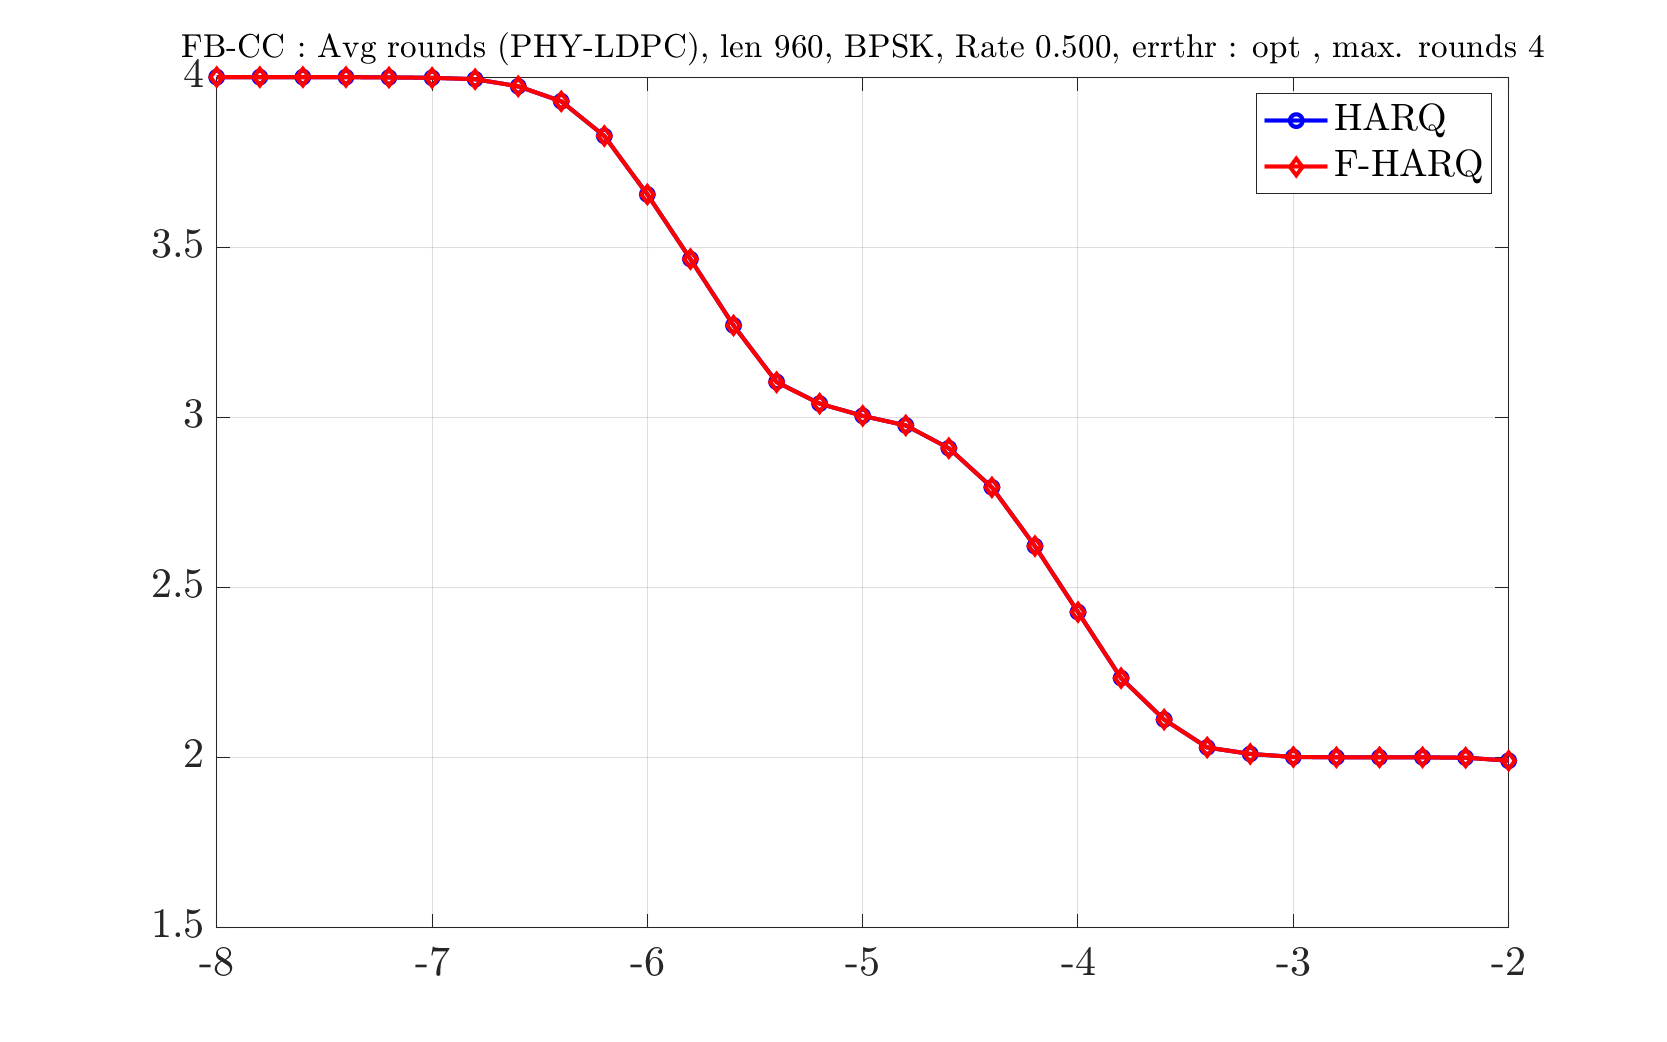 FB-CC : Avg rounds (PHY-LDPC), len 960, BPSK, Rate 0.500, errthr : opt , max. rounds 4
4
HARQ
F-HARQ
3.5
3
2.5
2
1.5
-8 -7 -6 -5 -4 -3 -2